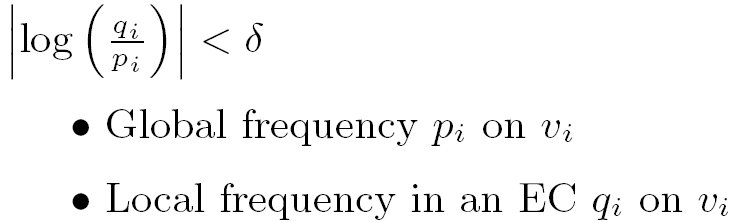 |log(q_i/p_i)| < δ
• Global frequency p_i on v_i
• Local frequency in an EC q_i on v_i